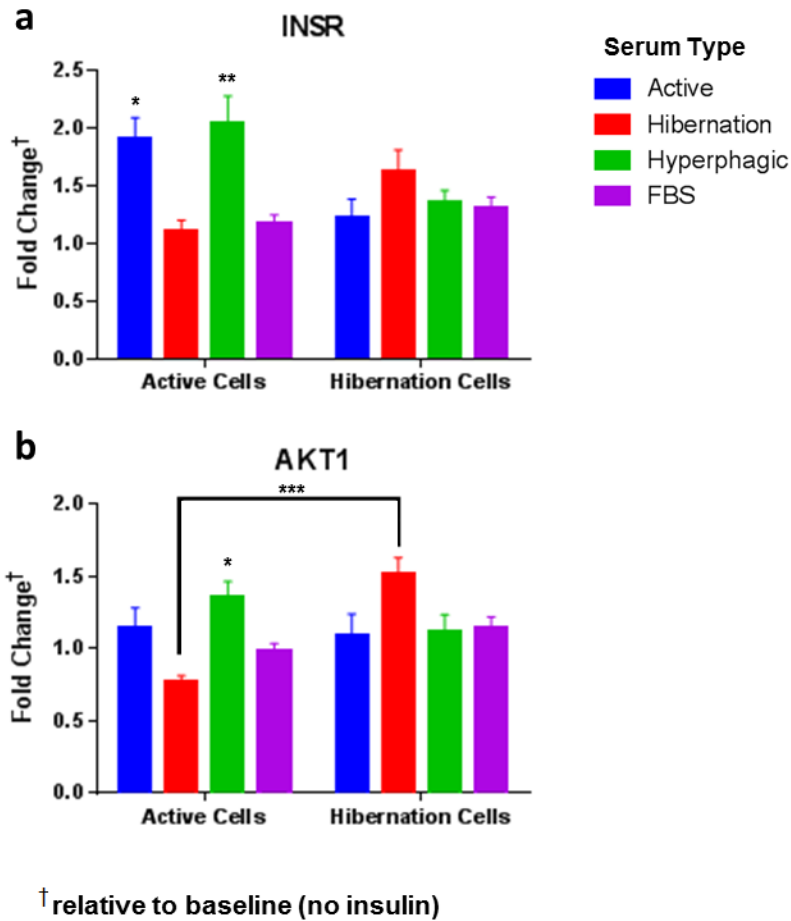 a
INSR
Serum Type
Active
Hibernation
Hyperphagic
FBS
Fold Change†
2.5
2.0
1.5
1.0
0.5
0.0
*
**
Active Cells
Hibernation Cells
b
AKT1
Fold Change†
2.0
1.5
1.0
0.5
0.0
***
*
Active Cells
Hibernation Cells
†relative to baseline (no insulin)